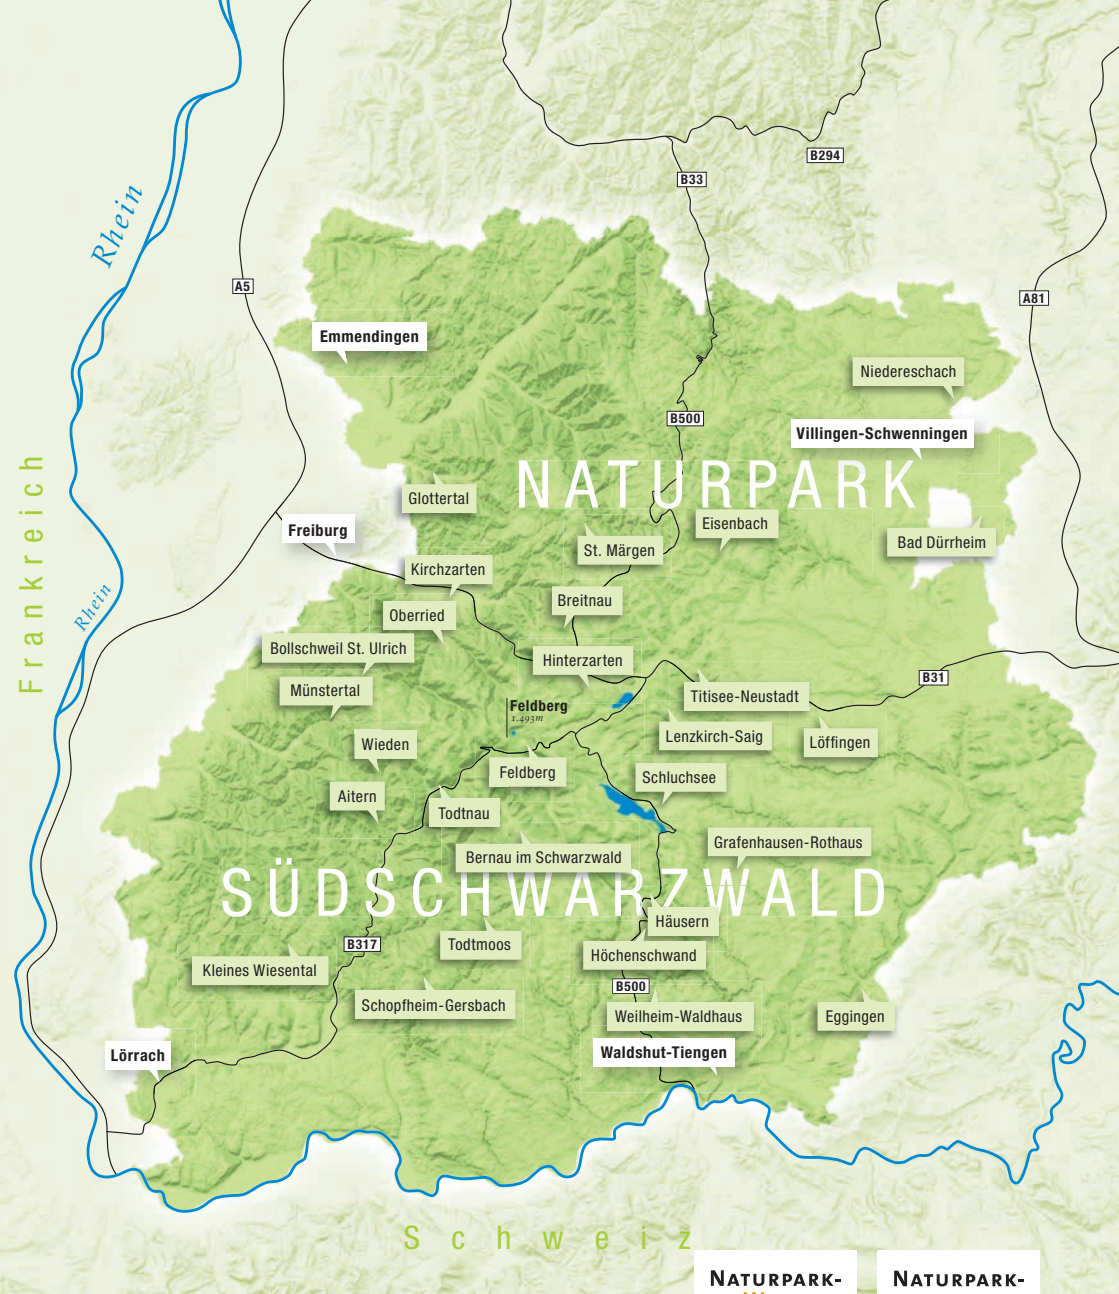 B294
B33
Rhein
A5
A81
Emmendingen
Niedereschach
B500
Villingen-Schwenningen
NATURPARK
Glottertal
Freiburg
Eisenbach
Bad Dürrheim
St. Märgen
Kirchzarten
Frankreich
Rhein
Breitnau
Oberried
Bollschweil St. Ulrich
Hinterzarten
B31
Münstertal
Titisee-Neustadt
Feldberg
1.493m
Lenzkirch-Saig
Löffingen
Wieden
Feldberg
Schluchsee
Aitern
Todtnau
Grafenhausen-Rothaus
Bernau im Schwarzwald
SÜDSCHWARZWALD
Häusern
B317
Todtmoos
Höchenschwand
Kleines Wiesental
B500
Schopfheim-Gersbach
Weilheim-Waldhaus
Eggingen
Lörrach
Waldshut-Tiengen
Schweiz
NATURPARK-
NATURPARK-